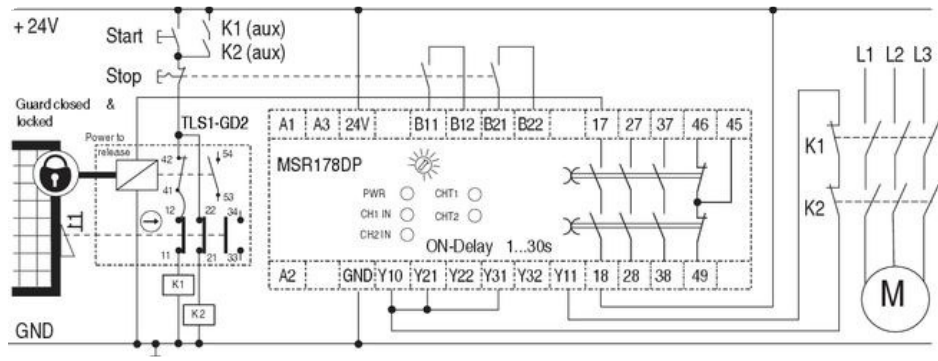 + 24V
Start
K1 (aux)
K2 (aux)
Stop
L1 L2 L3
Guard closed &
locked
TLS1-GD2
Power to
release
42
54
41
53
12
22
34
11
21
33
K1
K2
A1 A3 24V B11 B12 B21 B22 17 27 37 46 45
MSR178DP
PWR
CHT1
CH1 IN
CHT2
CH2 IN
ON-Delay 1...30s
A2 GND Y10 Y21 Y22 Y31 Y32 Y11 18 28 38 49
K1
K2
M
GND